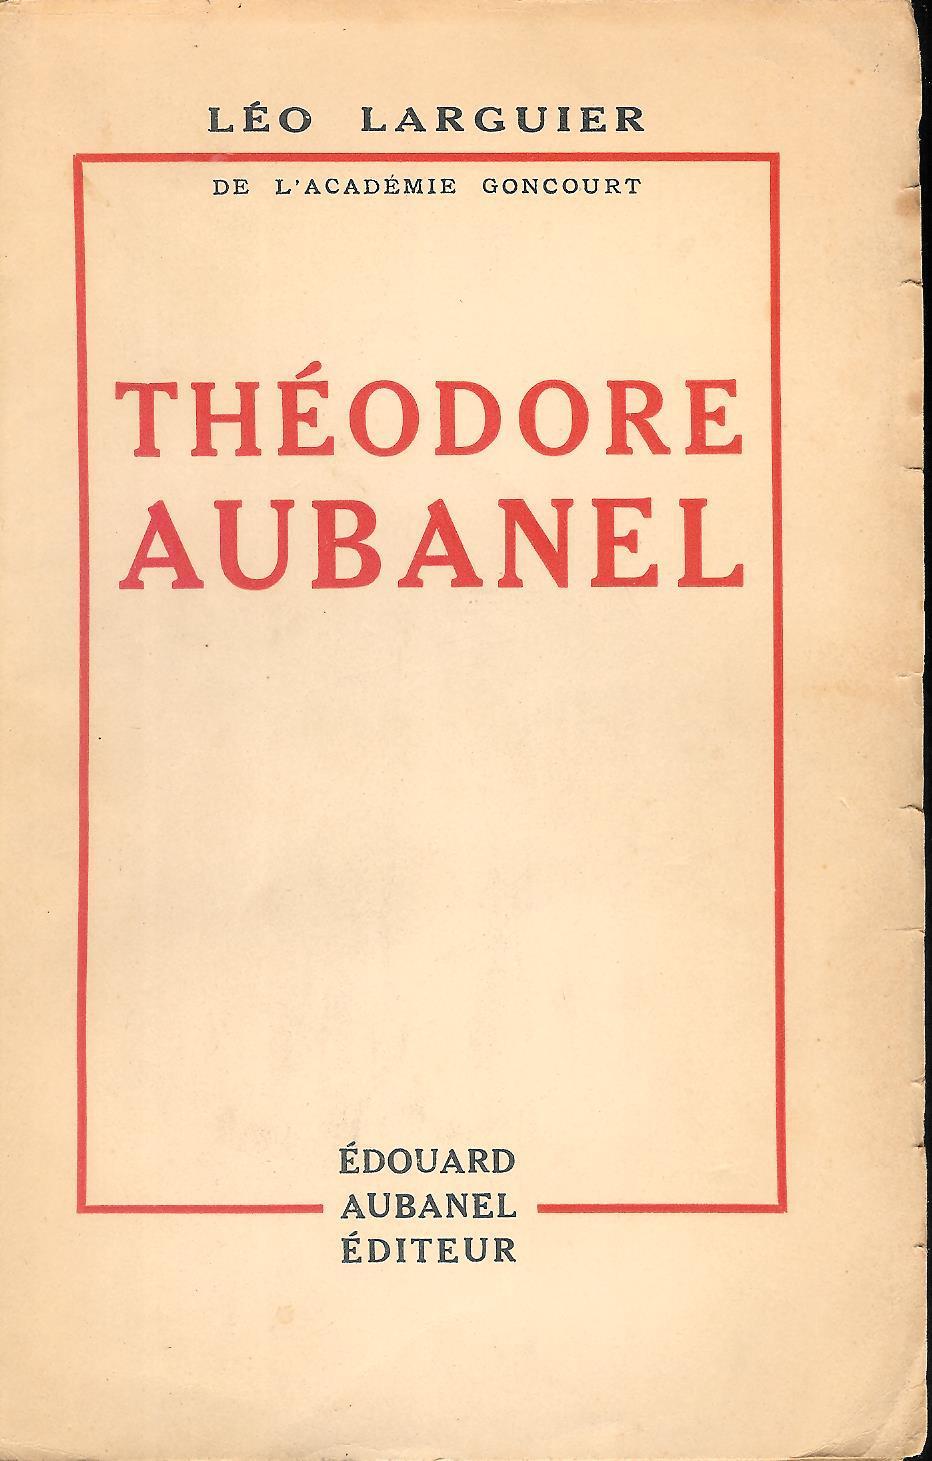 LÉO LARGUIER
DE L'ACADÉMIE GONCOURT
THÉODORE
AUBANEL
ÉDOUARD
AUBANEL
ÉDITEUR